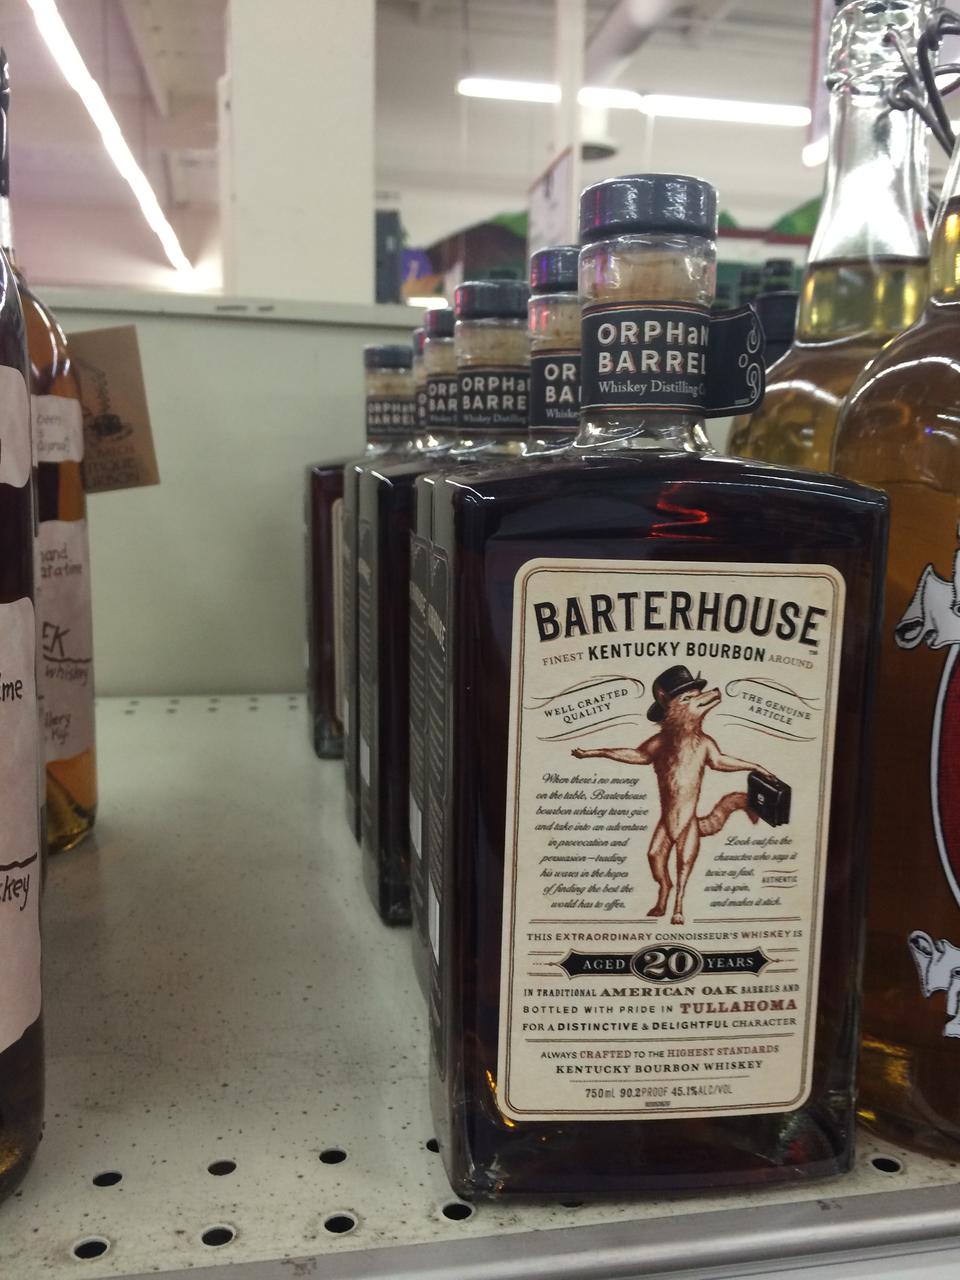 ORPHaN
BARREL
Whiskey Distilling
BARTERHOUSE
TM
FINEST KENTUCKY BOURBON AROUND
WELL CRAFTED
QUALITY
THE GENUINE
ARTICLE
When there's no money
on the table, Barterhouse
bourbon whiskey turns give
and take into an adventure
in provocation and
persuasion—trading
his wares in the hopes
of finding the best the
world has to offer.
Look out for the
character who says it
twice as fast,
with a spin,
and makes it stick.
AUTHENTIC
THIS EXTRAORDINARY CONNOISSEUR'S WHISKEY IS
AGED 20 YEARS
IN TRADITIONAL AMERICAN OAK BARRELS AND
BOTTLED WITH PRIDE IN TULLAHOMA
FOR A DISTINCTIVE & DELIGHTFUL CHARACTER
ALWAYS CRAFTED TO THE HIGHEST STANDARDS
KENTUCKY BOURBON WHISKEY
750mL 90.2PROOF 45.1%ALC/VOL
ORPHaN
BARREL
whiskey